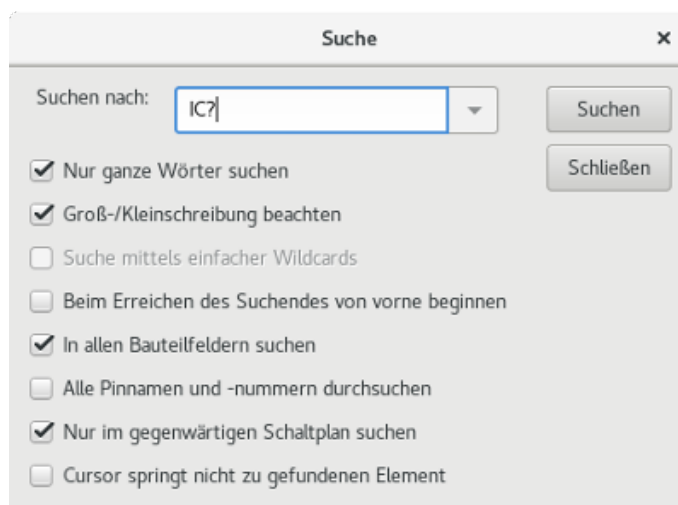 Suche
Suchen nach:
IC?
Suchen
Nur ganze Wörter suchen
Schließen
Groß-/Kleinschreibung beachten
Suche mittels einfacher Wildcards
Beim Erreichen des Suchendes von vorne beginnen
In allen Bauteilfeldern suchen
Alle Pinnamen und -nummern durchsuchen
Nur im gegenwärtigen Schaltplan suchen
Cursor springt nicht zu gefundenen Element